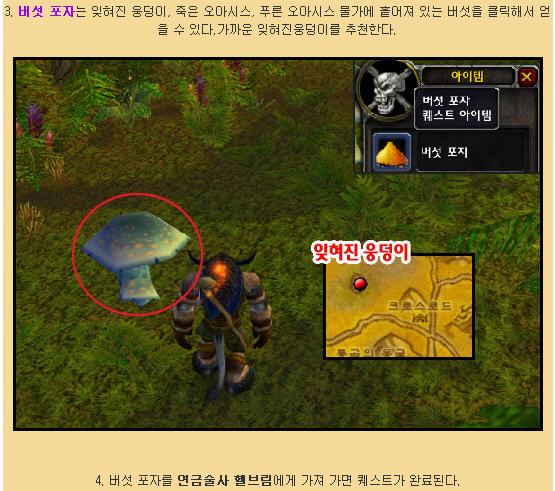 3. 버섯 포자는 잊혀진 웅덩이, 죽은 오아시스, 푸른 오아시스 물가에 흩어져 있는 버섯을 클릭해서 얻
을 수 있다.가까운 잊혀진웅덩이를 추천한다.
아이템
버섯 포자
퀘스트 아이템
버섯 포자
잊혀진 웅덩이
크로스로드
통곡의 동굴
4. 버섯 포자를 연금술사 헬브림에게 가져 가면 퀘스트가 완료된다.